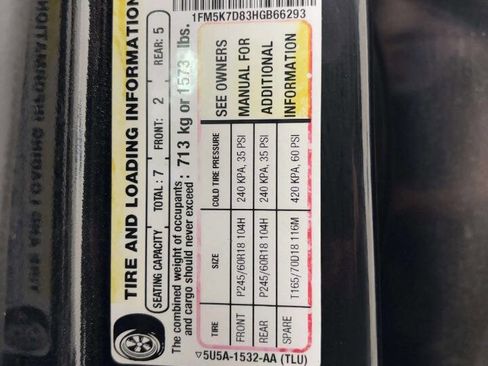 1FM5K7D83HGB66293
TIRE AND LOADING INFORMATION
SEATING CAPACITY TOTAL: 7 FRONT: 2 REAR: 5
The combined weight of occupants
and cargo should never exceed : 713 kg or 1573 lbs.
TIRE SIZE COLD TIRE PRESSURE SEE OWNERS
FRONT P245/60R18 104H 240 KPA, 35 PSI MANUAL FOR
REAR P245/60R18 104H 240 KPA, 35 PSI ADDITIONAL
SPARE T165/70D18 116M 420 KPA, 60 PSI INFORMATION
▽5U5A-1532-AA (TLU)